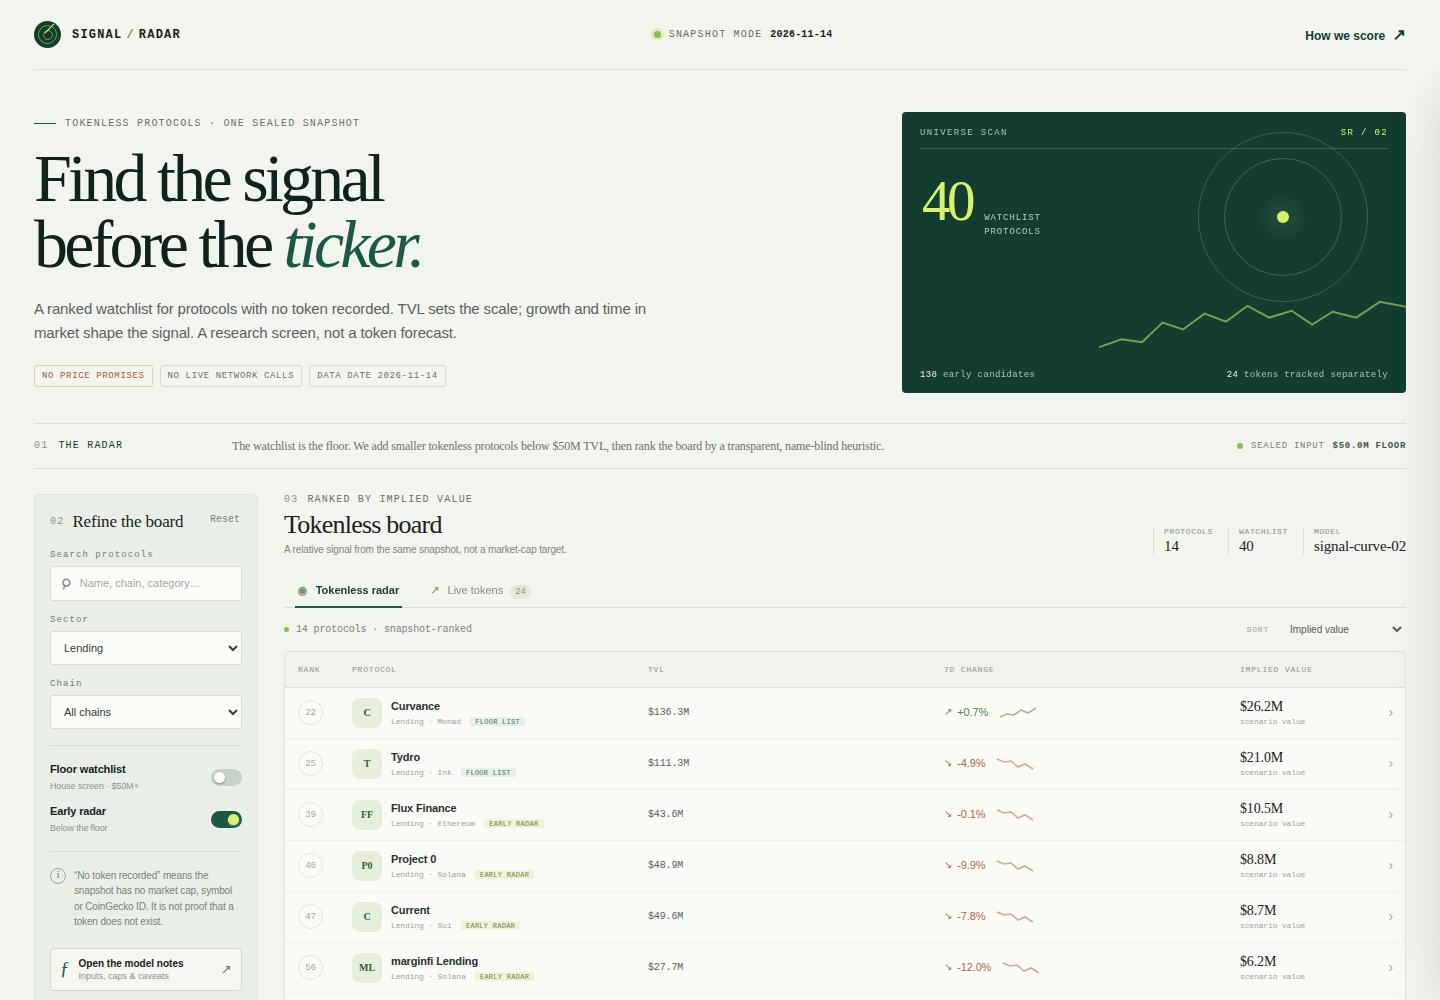 SIGNAL / RADAR
SNAPSHOT MODE 2026-11-14
How we score ↗
TOKENLESS PROTOCOLS · ONE SEALED SNAPSHOT
Find the signal
before the ticker.
A ranked watchlist for protocols with no token recorded. TVL sets the scale; growth and time in
market shape the signal. A research screen, not a token forecast.
NO PRICE PROMISES
NO LIVE NETWORK CALLS
DATA DATE 2026-11-14
UNIVERSE SCAN
SR / 02
40 WATCHLIST
PROTOCOLS
138 early candidates
24 tokens tracked separately
01 THE RADAR
The watchlist is the floor. We add smaller tokenless protocols below $50M TVL, then rank the board by a transparent, name-blind heuristic.
SEALED INPUT $50.0M FLOOR
02 Refine the board
Reset
Search protocols
Name, chain, category…
Sector
Lending
Chain
All chains
Floor watchlist
House screen · $50M+
Early radar
Below the floor
i “No token recorded” means the
snapshot has no market cap, symbol
or CoinGecko ID. It is not proof that a
token does not exist.
ƒ Open the model notes ↗
Inputs, caps & caveats
03 RANKED BY IMPLIED VALUE
Tokenless board
A relative signal from the same snapshot, not a market-cap target.
PROTOCOLS
14
WATCHLIST
40
MODEL
signal-curve-02
◉ Tokenless radar
↗ Live tokens 24
14 protocols · snapshot-ranked
SORT Implied value
RANK PROTOCOL TVL 7D CHANGE IMPLIED VALUE
22 C Curvance $136.3M ↗ +0.7% $26.2M ›
Lending · Monad FLOOR LIST scenario value
25 T Tydro $111.3M ↘ -4.9% $21.0M ›
Lending · Ink FLOOR LIST scenario value
39 FF Flux Finance $43.6M ↘ -0.1% $10.5M ›
Lending · Ethereum EARLY RADAR scenario value
46 P0 Project 0 $48.9M ↘ -9.9% $8.8M ›
Lending · Solana EARLY RADAR scenario value
47 C Current $49.6M ↘ -7.8% $8.7M ›
Lending · Sui EARLY RADAR scenario value
56 ML marginfi Lending $27.7M ↘ -12.0% $6.2M ›
Lending · Solana EARLY RADAR scenario value